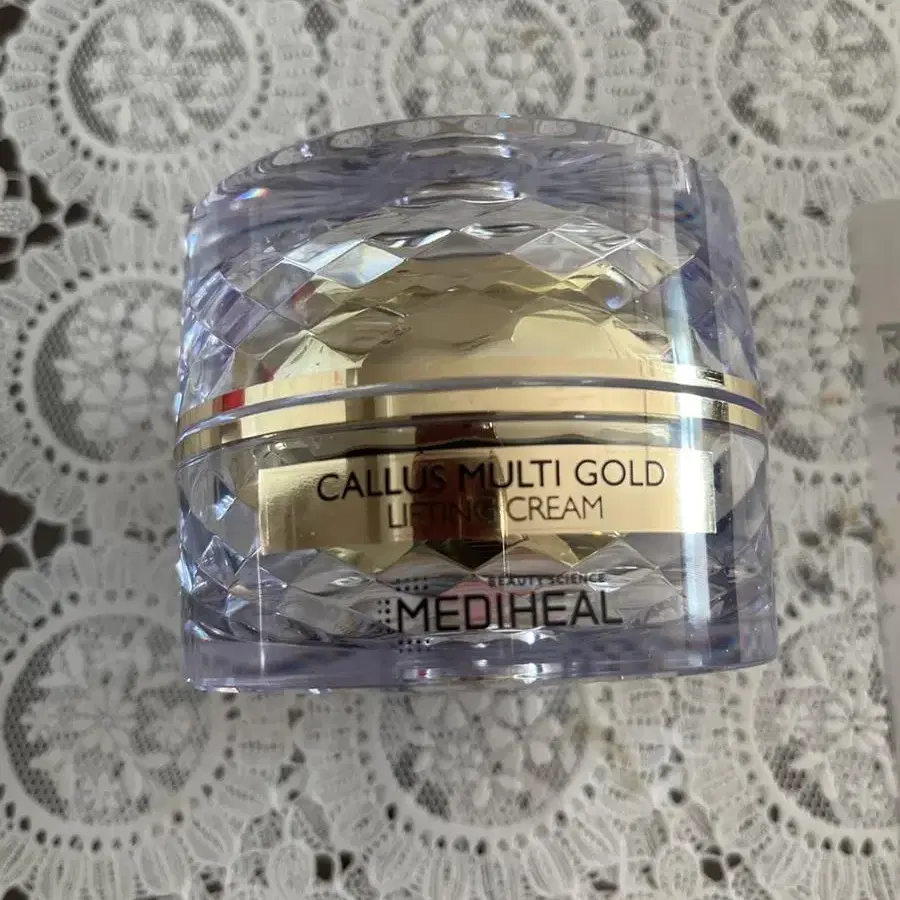 CALLUS MULTI GOLD
LIFTING CREAM
BEAUTY SCIENCE
MEDIHEAL